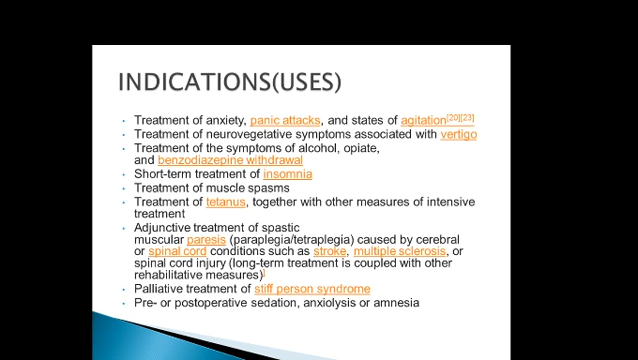 INDICATIONS(USES)
• Treatment of anxiety, panic attacks, and states of agitation[20][23]
• Treatment of neurovegetative symptoms associated with vertigo
• Treatment of the symptoms of alcohol, opiate,
and benzodiazepine withdrawal
• Short-term treatment of insomnia
• Treatment of muscle spasms
• Treatment of tetanus, together with other measures of intensive
treatment
• Adjunctive treatment of spastic
muscular paresis (paraplegia/tetraplegia) caused by cerebral
or spinal cord conditions such as stroke, multiple sclerosis, or
spinal cord injury (long-term treatment is coupled with other
rehabilitative measures)]
• Palliative treatment of stiff person syndrome
• Pre- or postoperative sedation, anxiolysis or amnesia